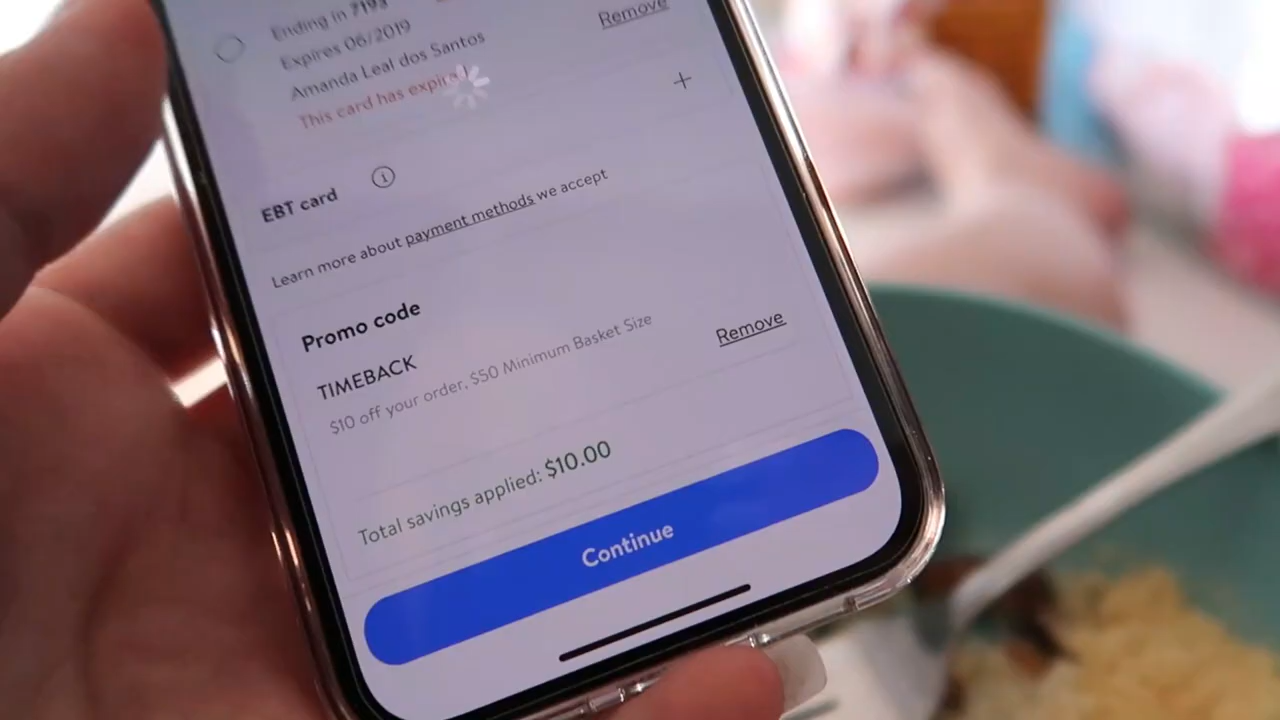 Ending in 7193
Remove
Expires 06/2019
Amanda Leal dos Santos
This card has expired
+
EBT card
Learn more about payment methods we accept
Promo code
TIMEBACK
Remove
$10 off your order, $50 Minimum Basket Size
Total savings applied: $10.00
Continue